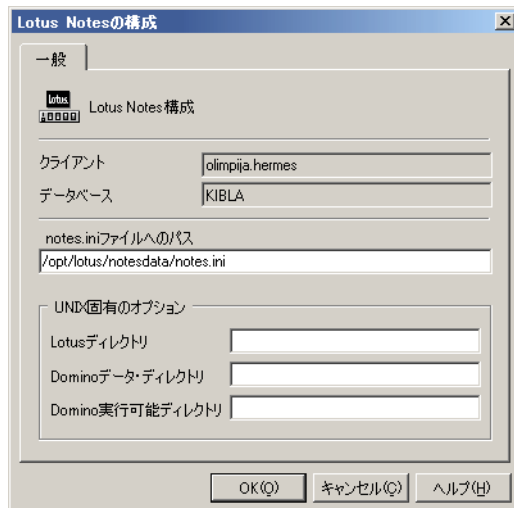 Lotus Notesの構成
一般
Lotus
Lotus Notes構成
クライアント olimpija.hermes
データベース KIBLA
notes.iniファイルへのパス
/opt/lotus/notesdata/notes.ini
UNIX固有のオプション
Lotusディレクトリ
Dominoデータ・ディレクトリ
Domino実行可能ディレクトリ
OK(O) キャンセル(C) ヘルプ(H)